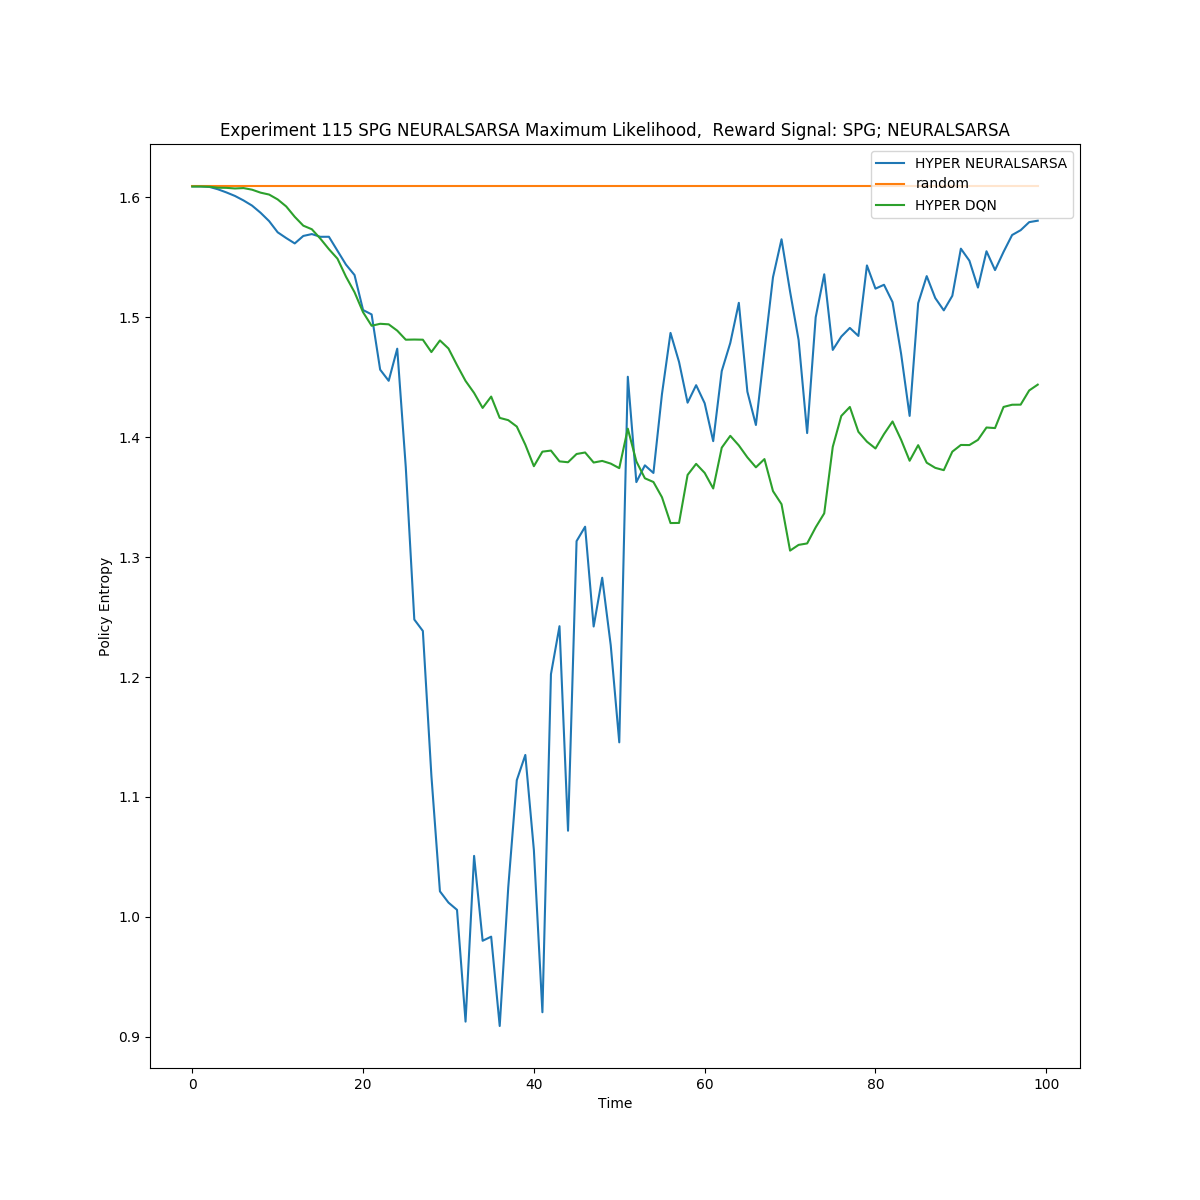 Experiment 115 SPG NEURALSARSA Maximum Likelihood,  Reward Signal: SPG; NEURALSARSA
HYPER NEURALSARSA
random
HYPER DQN
1.6
1.5
1.4
1.3
1.2
1.1
1.0
0.9
Policy Entropy
0
20
40
60
80
100
Time